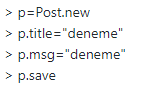 > p=Post.new
> p.title="deneme"
> p.msg="deneme"
> p.save